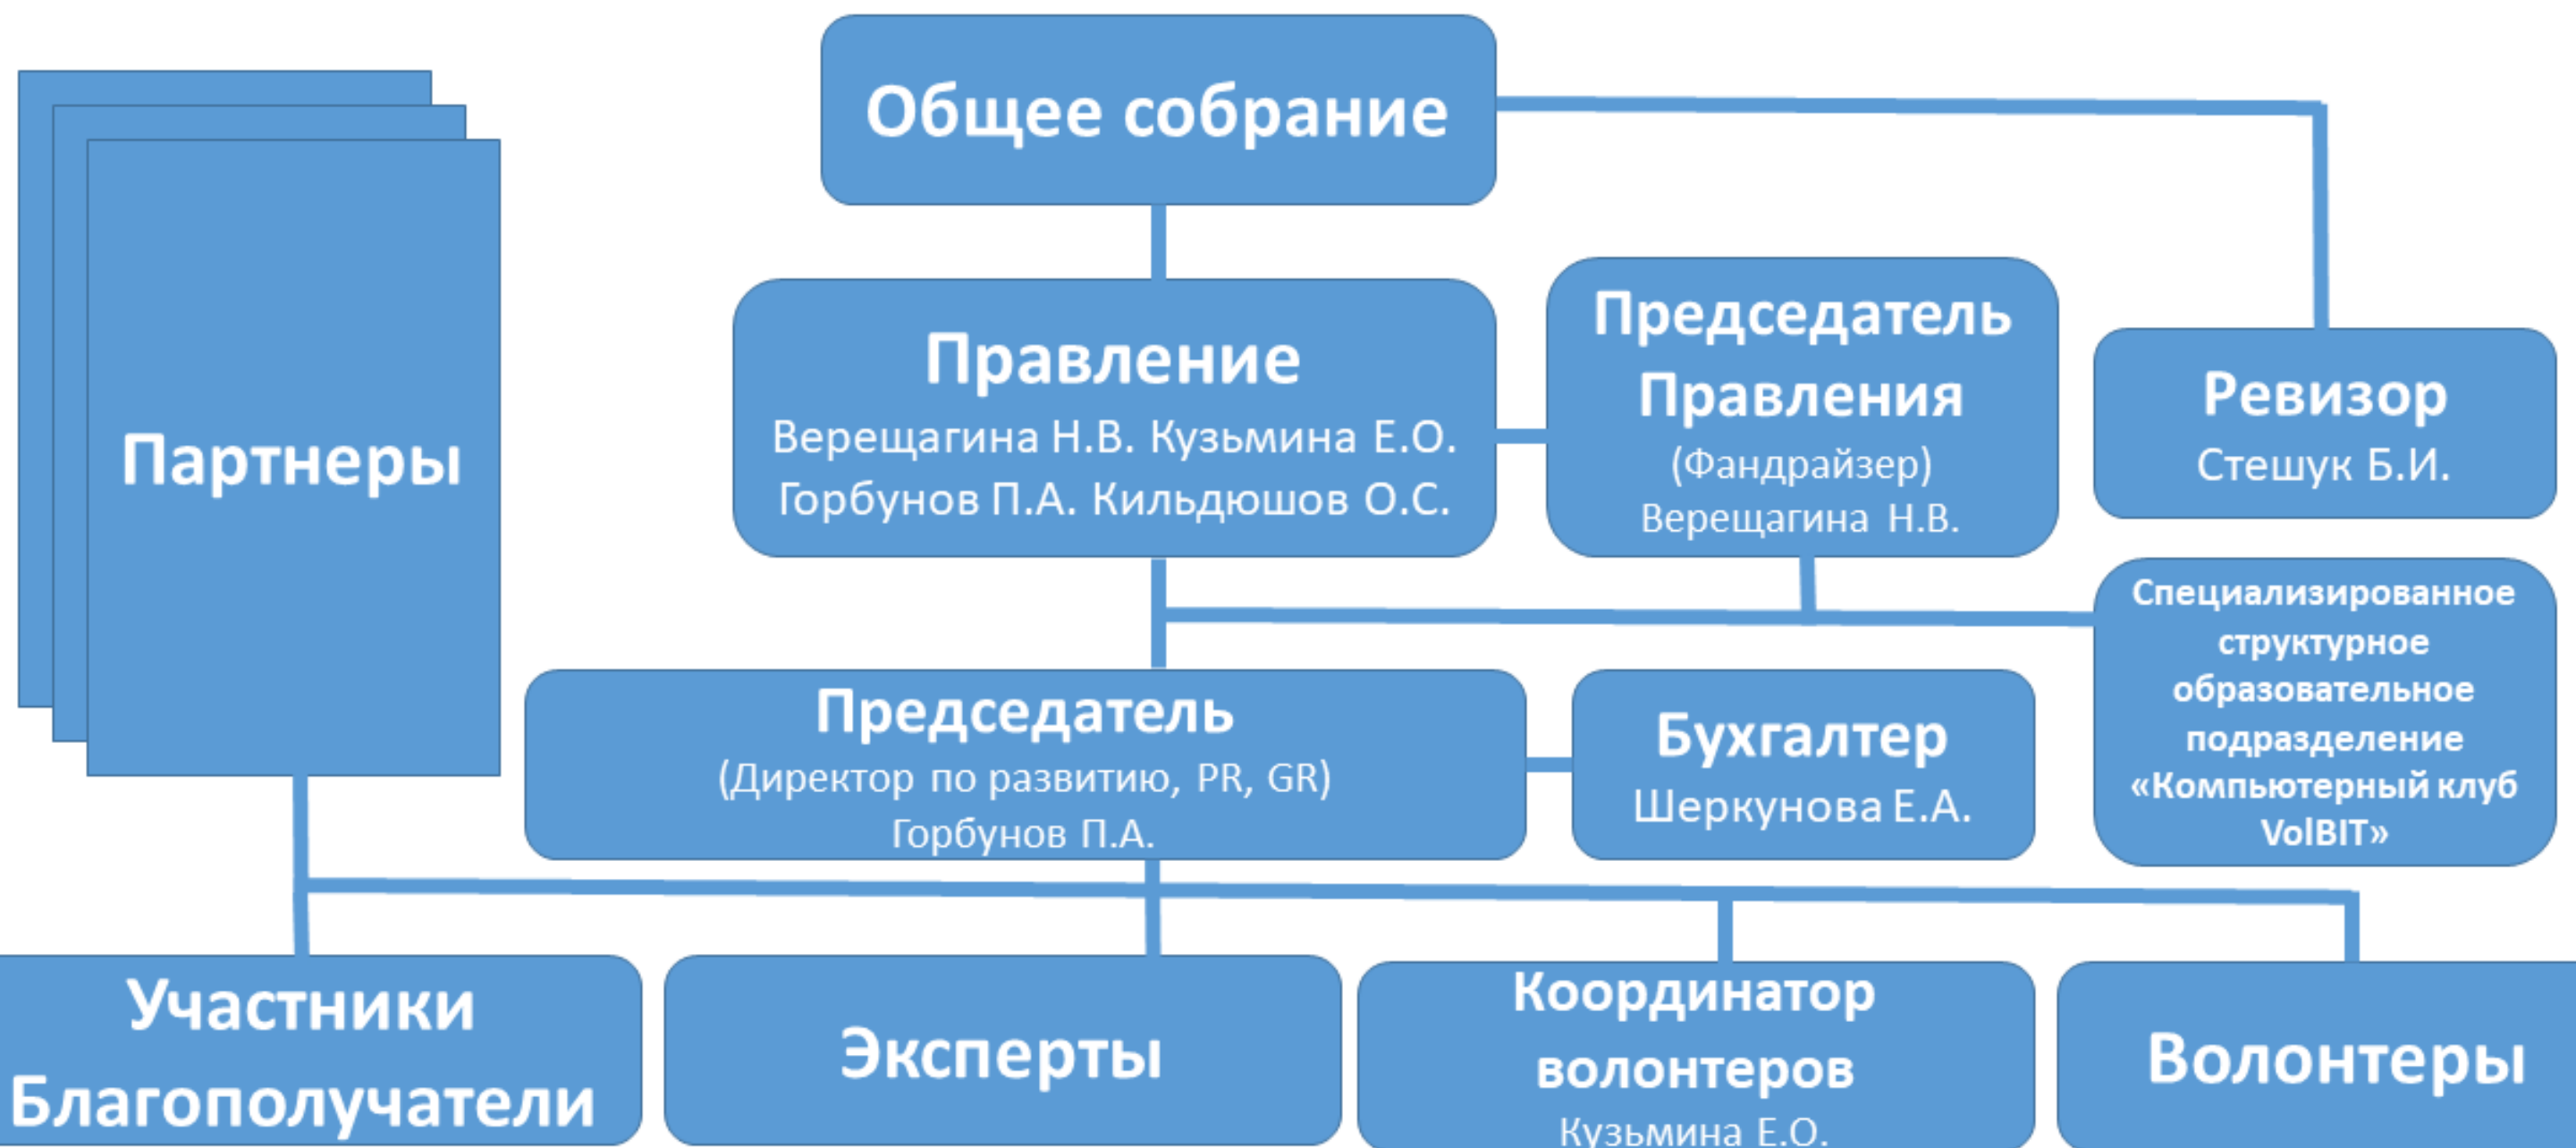 Общее собрание
Партнеры
Правление
Верещагина Н.В. Кузьмина Е.О.
Горбунов П.А. Кильдюшов О.С.
Председатель
Правления
(Фандрайзер)
Верещагина Н.В.
Ревизор
Стешук Б.И.
Председатель
(Директор по развитию, PR, GR)
Горбунов П.А.
Бухгалтер
Шеркунова Е.А.
Специализированное
структурное
образовательное
подразделение
«Компьютерный клуб
VolBIT»
Участники
Благополучатели
Эксперты
Координатор
волонтеров
Кузьмина Е.О.
Волонтеры